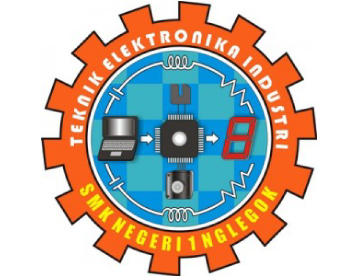 TEKNIK ELEKTRONIKA INDUSTRI
SMK NEGERI 1 NGLEGOK